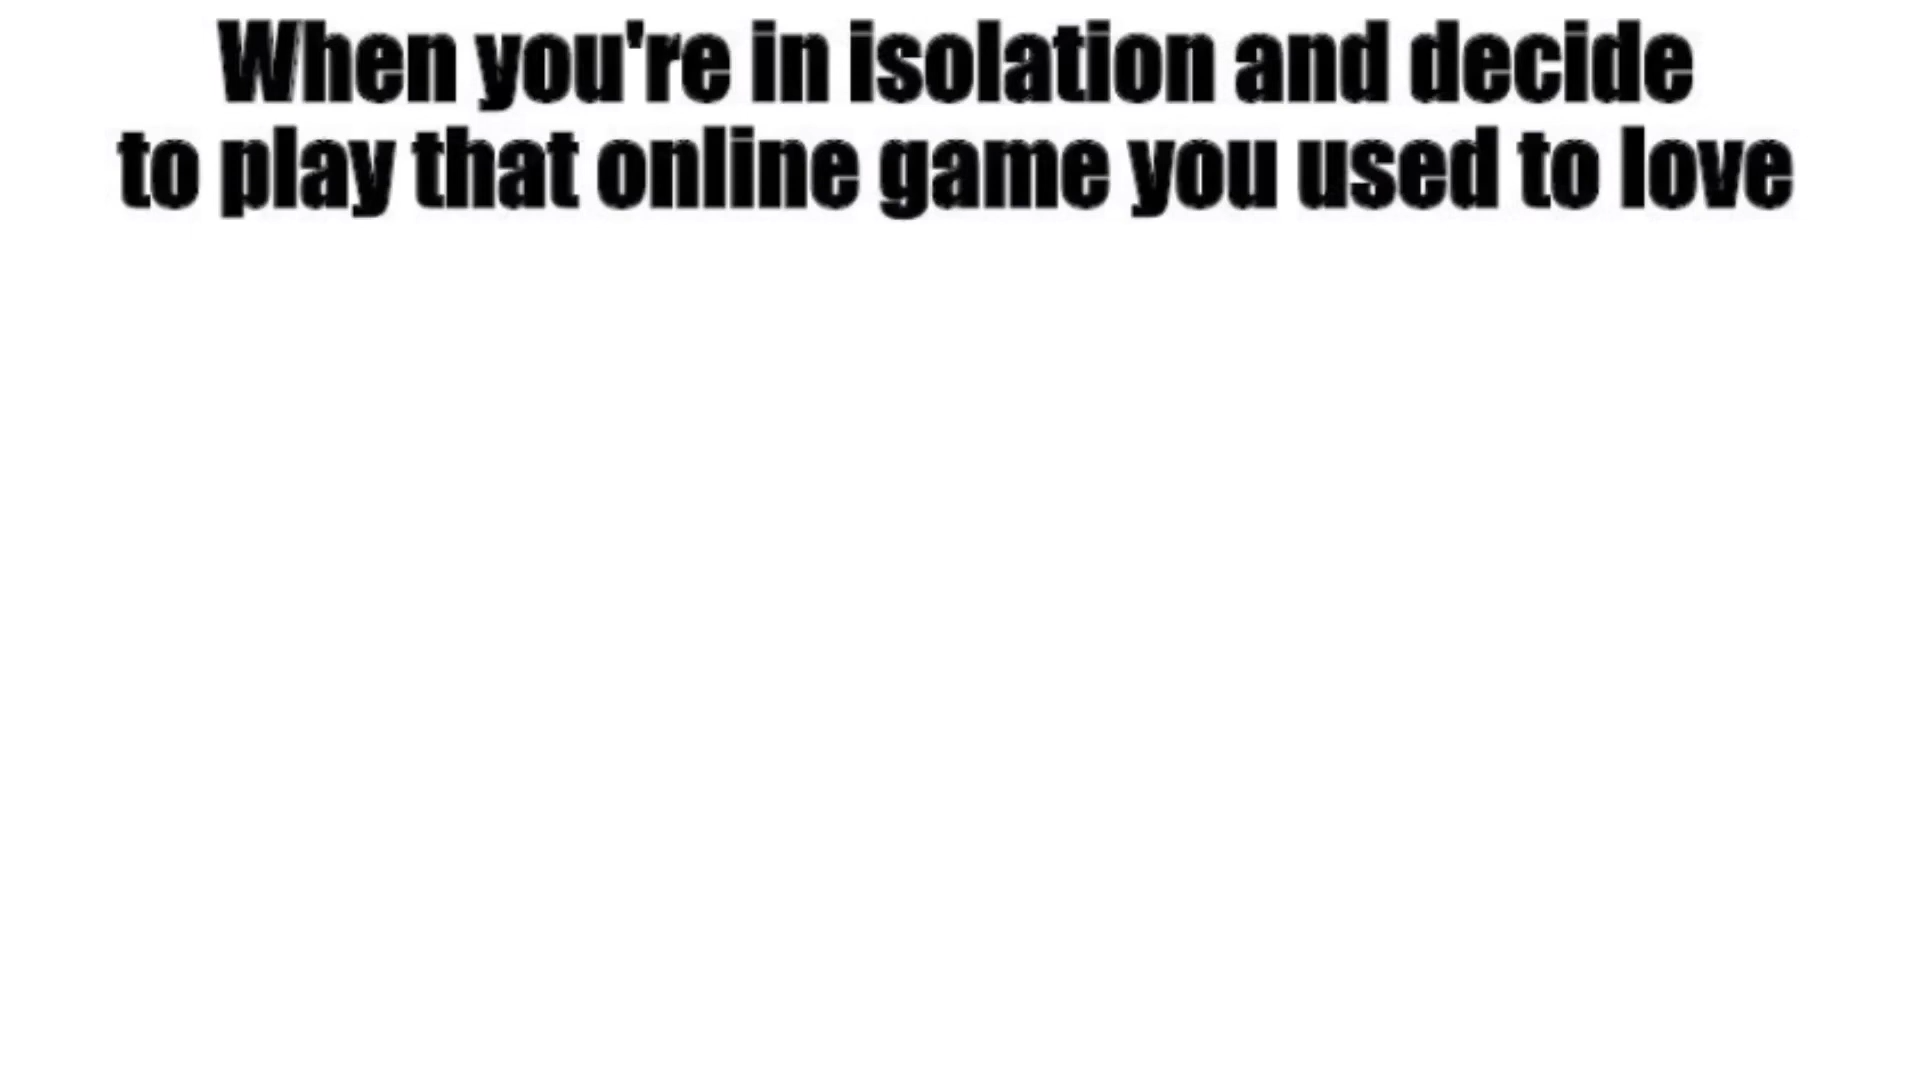 When you're in isolation and decide
to play that online game you used to love